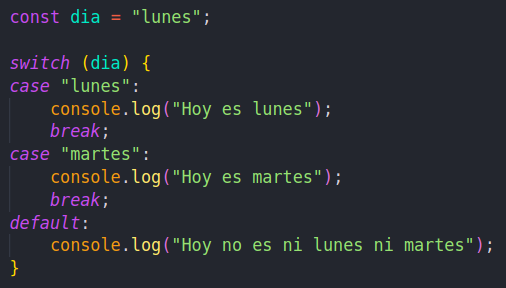 const dia = "lunes";

switch (dia) {
case "lunes":
    console.log("Hoy es lunes");
    break;
case "martes":
    console.log("Hoy es martes");
    break;
default:
    console.log("Hoy no es ni lunes ni martes");
}